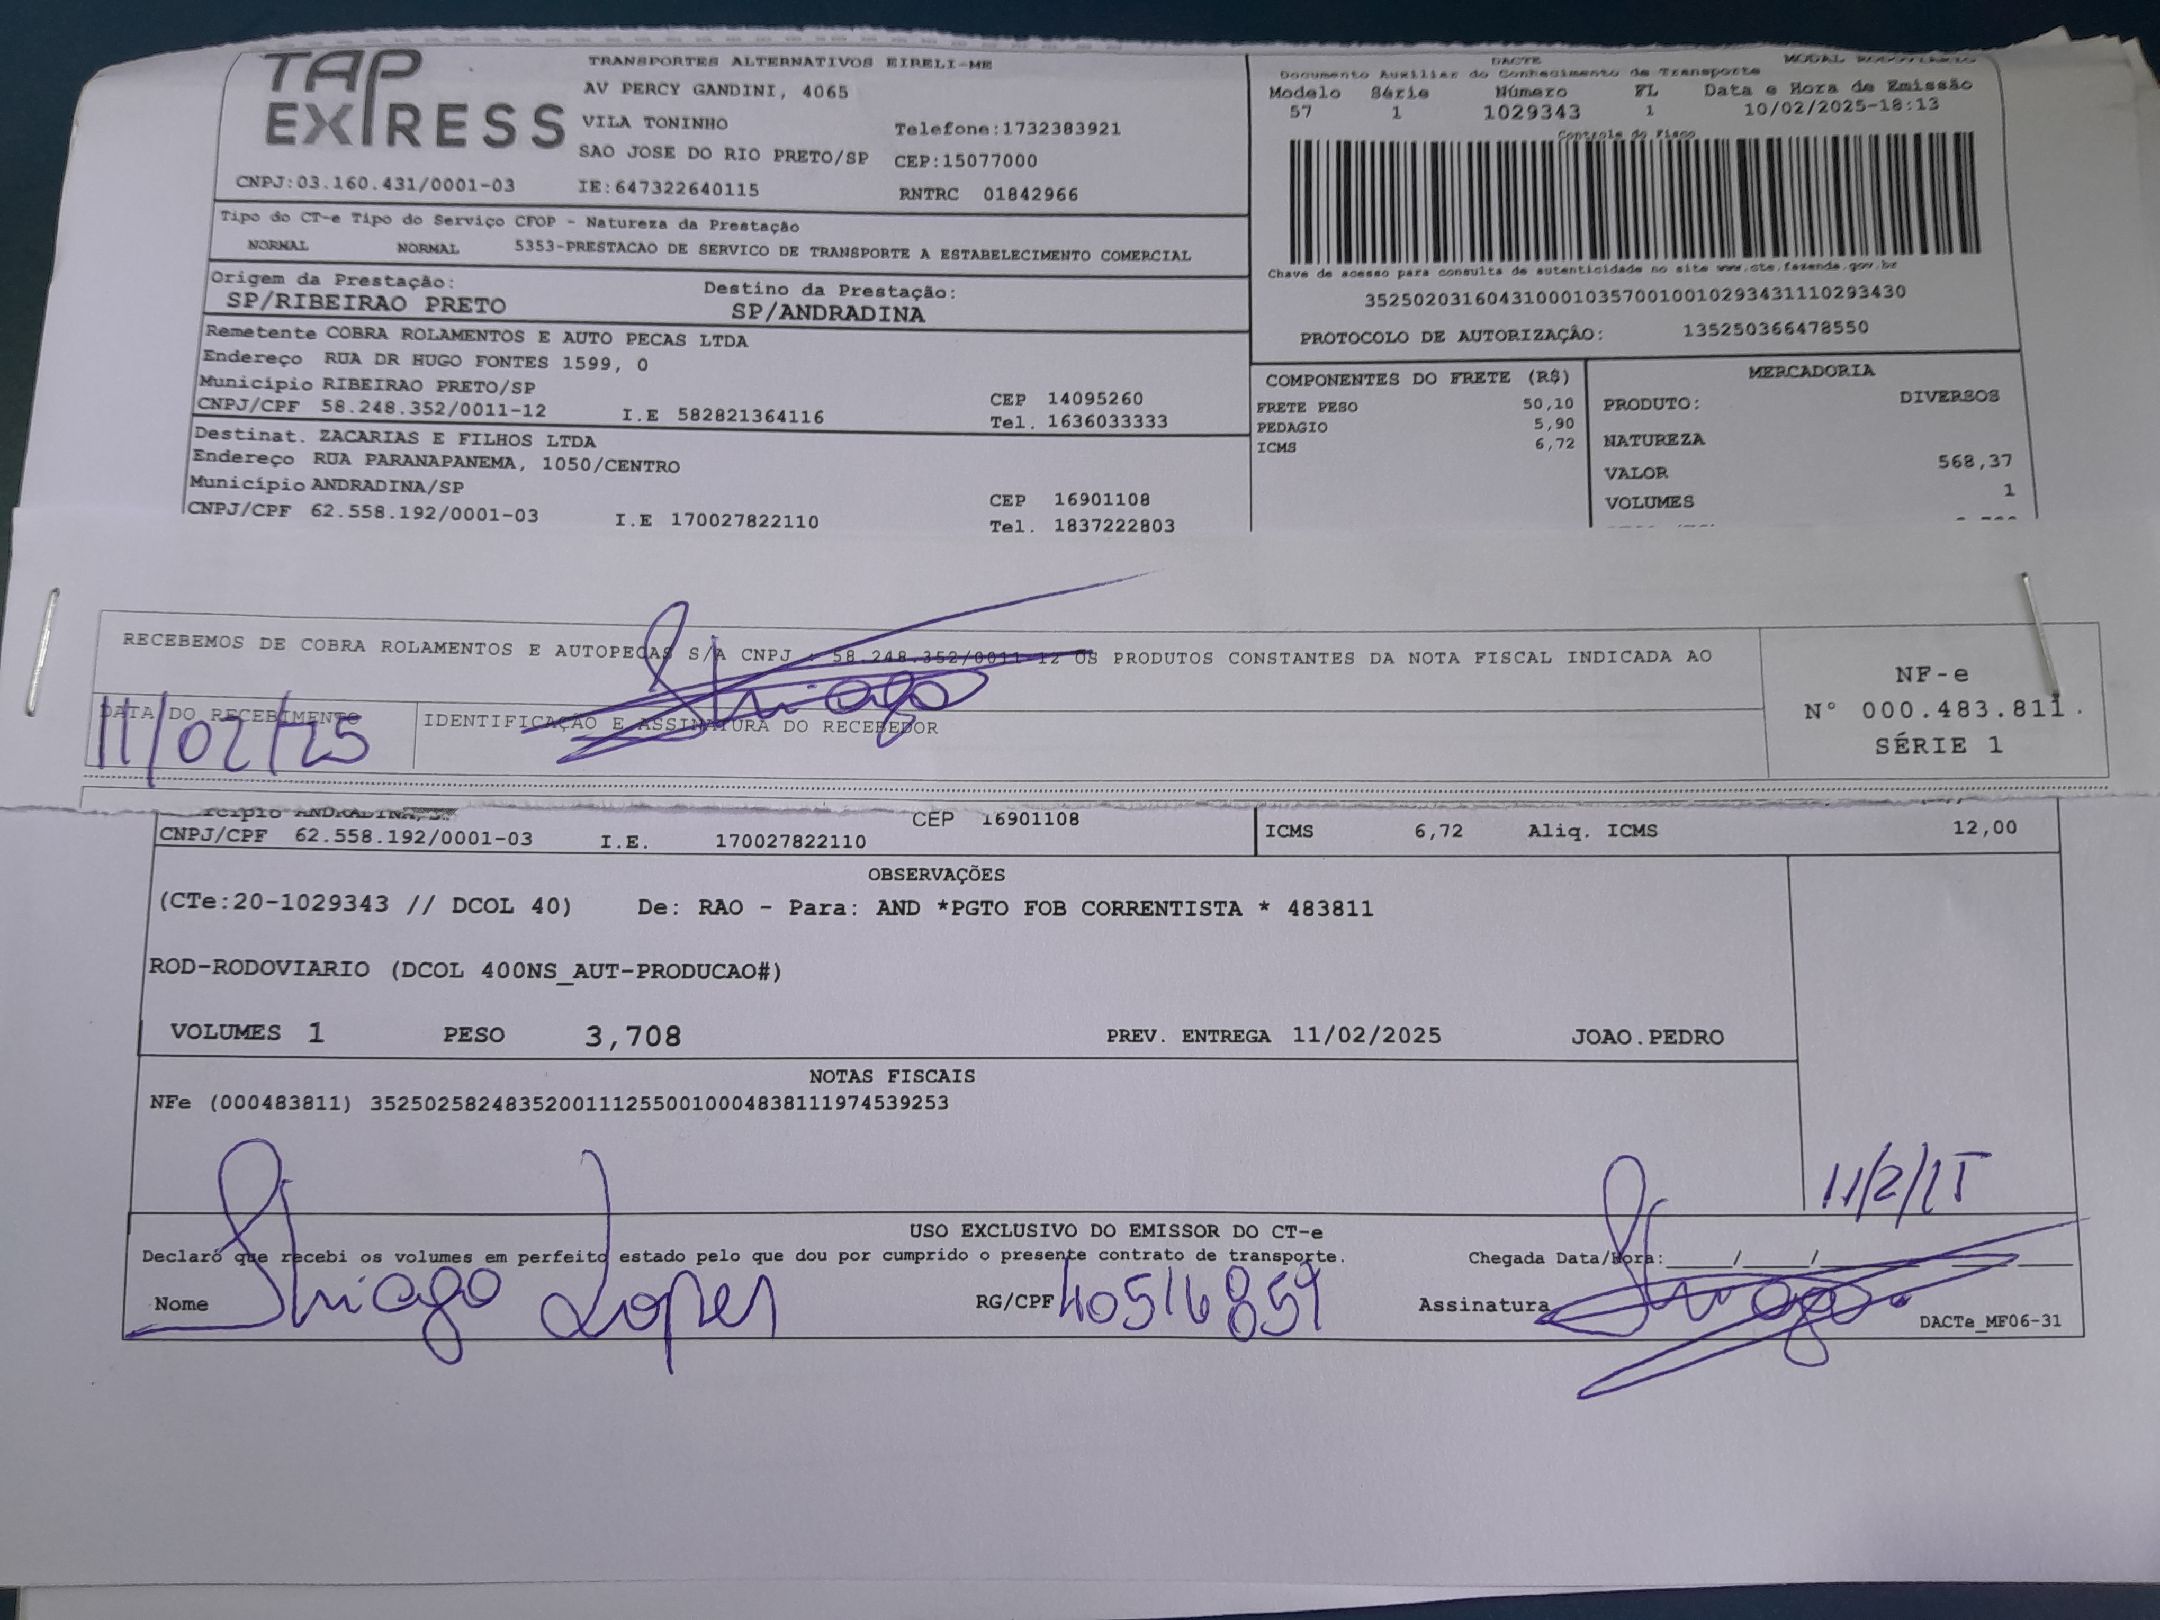 TAP EXPRESS
TRANSPORTES ALTERNATIVOS EIRELI-ME
AV PERCY GANDINI, 4065
VILA TONINHO Telefone:1732383921
SAO JOSE DO RIO PRETO/SP CEP:15077000
CNPJ:03.160.431/0001-03 IE:647322640115 RNTRC 01842966
DACTE MODAL RODOVIARIO
Documento Auxiliar do Conhecimento de Transporte
Modelo Série Número FL Data e Hora de Emissão
57 1 1029343 1 10/02/2025-18:13
Controle do Fisco
Chave de acesso para consulta de autenticidade no site www.cte.fazenda.gov.br
35250203160431000103570010010293431110293430
PROTOCOLO DE AUTORIZAÇÂO: 135250366478550
Tipo do CT-e Tipo do Serviço CFOP - Natureza da Prestação
NORMAL NORMAL 5353-PRESTACAO DE SERVICO DE TRANSPORTE A ESTABELECIMENTO COMERCIAL
Origem da Prestação: Destino da Prestação:
SP/RIBEIRAO PRETO SP/ANDRADINA
Remetente COBRA ROLAMENTOS E AUTO PECAS LTDA
Endereço RUA DR HUGO FONTES 1599, 0
Município RIBEIRAO PRETO/SP CEP 14095260
CNPJ/CPF 58.248.352/0011-12 I.E 582821364116 Tel. 1636033333
Destinat. ZACARIAS E FILHOS LTDA
Endereço RUA PARANAPANEMA, 1050/CENTRO
Município ANDRADINA/SP CEP 16901108
CNPJ/CPF 62.558.192/0001-03 I.E 170027822110 Tel. 1837222803
COMPONENTES DO FRETE (R$)
FRETE PESO 50,10
PEDAGIO 5,90
ICMS 6,72
MERCADORIA
PRODUTO: DIVERSOS
NATUREZA
VALOR 568,37
VOLUMES 1
RECEBEMOS DE COBRA ROLAMENTOS E AUTOPECAS S/A CNPJ : 58.248.352/0011-12 OS PRODUTOS CONSTANTES DA NOTA FISCAL INDICADA AO
DATA DO RECEBIMENTO IDENTIFICAÇÃO E ASSINATURA DO RECEBEDOR
11/02/25 Thiago
NF-e
N° 000.483.811.
SÉRIE 1
ANDRADINA CEP 16901108
CNPJ/CPF 62.558.192/0001-03 I.E. 170027822110
ICMS 6,72 Aliq. ICMS 12,00
OBSERVAÇÕES
(CTe:20-1029343 // DCOL 40) De: RAO - Para: AND *PGTO FOB CORRENTISTA * 483811
ROD-RODOVIARIO (DCOL 400NS_AUT-PRODUCAO#)
VOLUMES 1 PESO 3,708 PREV. ENTREGA 11/02/2025 JOAO.PEDRO
NOTAS FISCAIS
NFe (000483811) 35250258248352001112550010004838111974539253
11/2/25
USO EXCLUSIVO DO EMISSOR DO CT-e
Declaro que recebi os volumes em perfeito estado pelo que dou por cumprido o presente contrato de transporte. Chegada Data/Hora:____/____/____ ____
Nome Thiago Lopes RG/CPF 40516859 Assinatura Thiago
DACTe_MF06-31